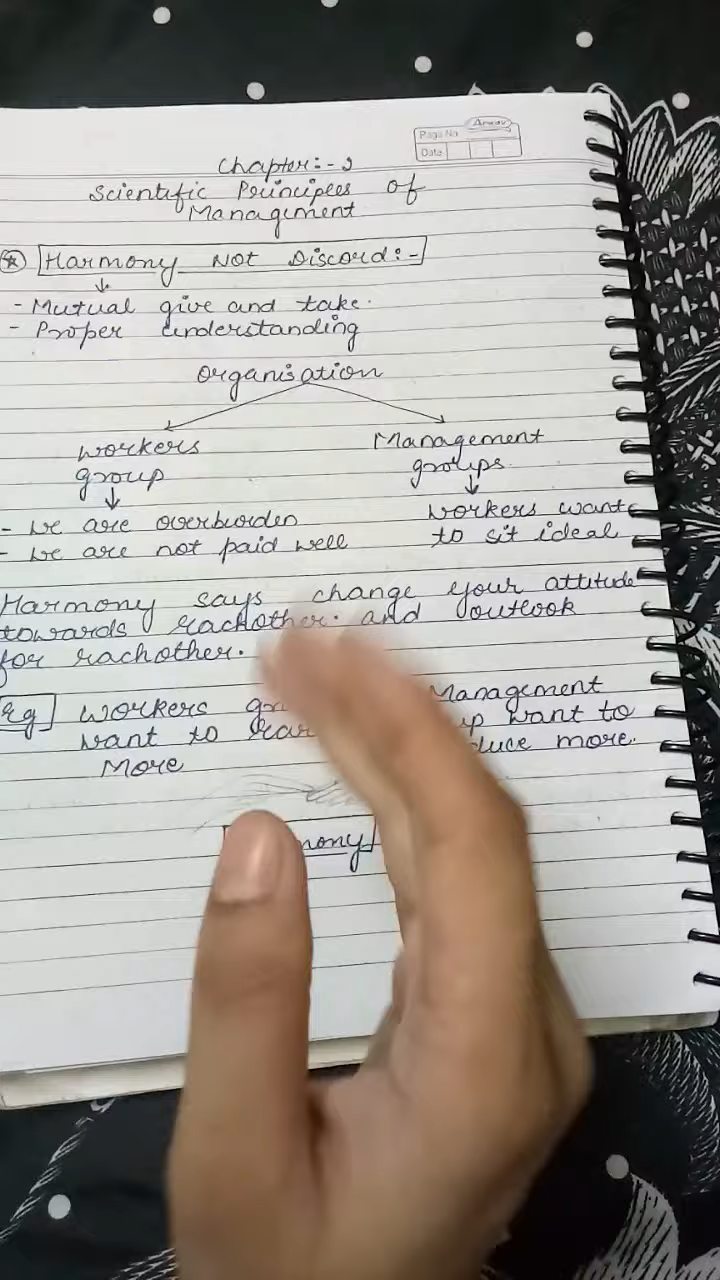 Page No
Date
Chapter:- 2
Scientific Principles of
Management
Harmony Not Discord:-
- Mutual give and take.
- Proper understanding
Organisation
Workers
group
Management
groups.
- We are overburden
- We are not paid well
Workers want
to sit ideal
Harmony says change your attitude
towards eachother. and outlook
for eachother.
Eg Workers
want to
More
Management
want to
more.